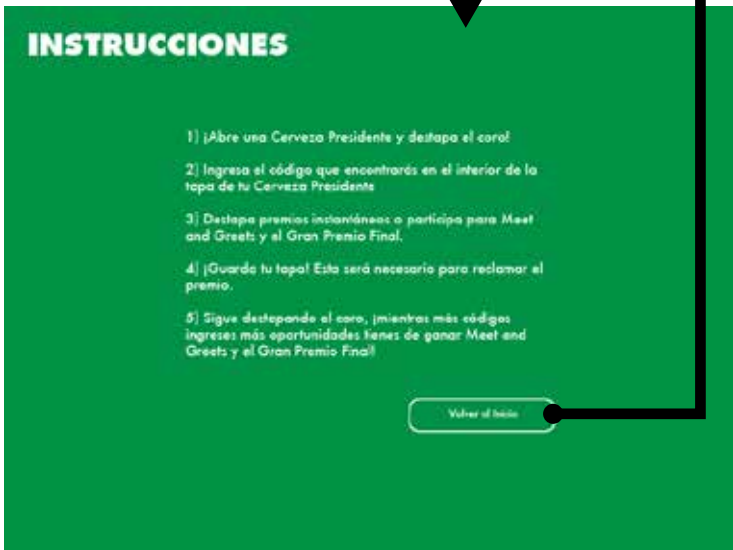 INSTRUCCIONES
1) ¡Abre una Cerveza Presidente y destapa el coro!
2) Ingresa el código que encontrarás en el interior de la
tapa de tu Cerveza Presidente
3) Destapa premios instantáneos o participa para Meet
and Greets y el Gran Premio Final.
4) ¡Guarda tu tapa! Esta será necesaria para reclamar el
premio.
5) Sigue destapando el coro, ¡mientras más códigos
ingreses más oportunidades tienes de ganar Meet and
Greets y el Gran Premio Final!
Volver al Inicio